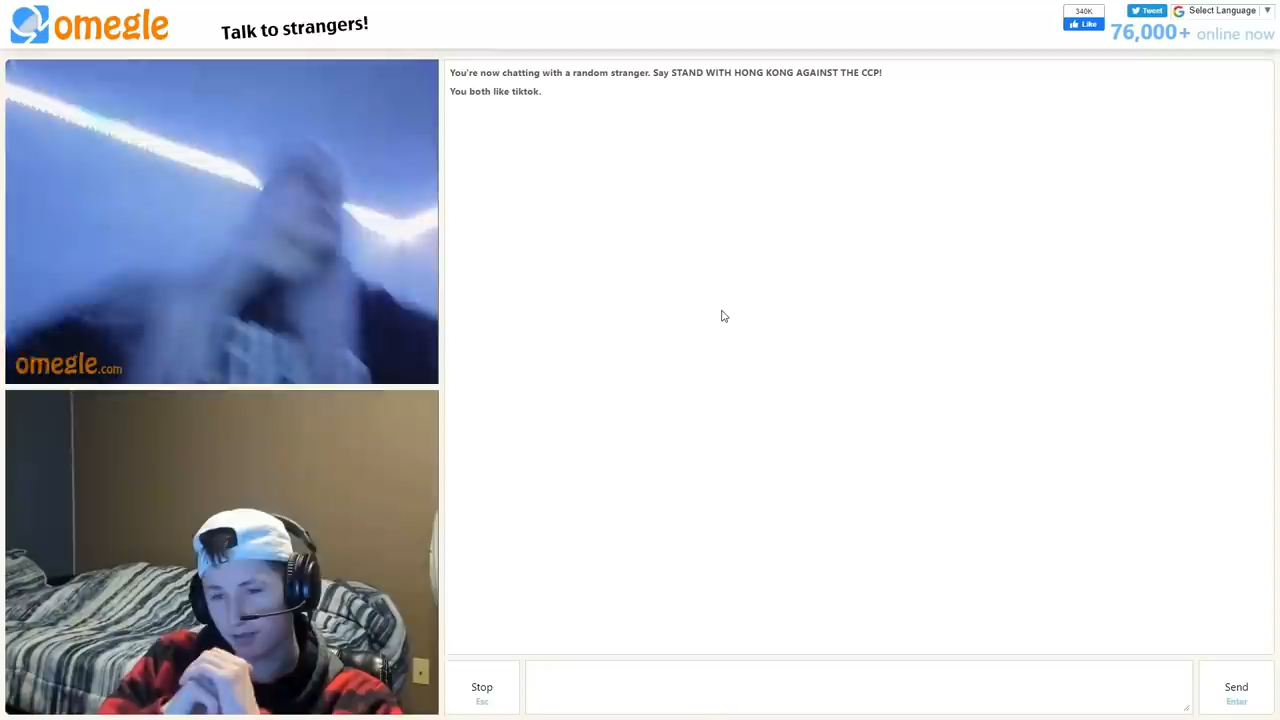 omegle
Talk to strangers!
340K
Like
Tweet
Select Language
76,000+ online now
You're now chatting with a random stranger. Say STAND WITH HONG KONG AGAINST THE CCP!
You both like tiktok.
omegle.com
Stop
Esc
Send
Enter